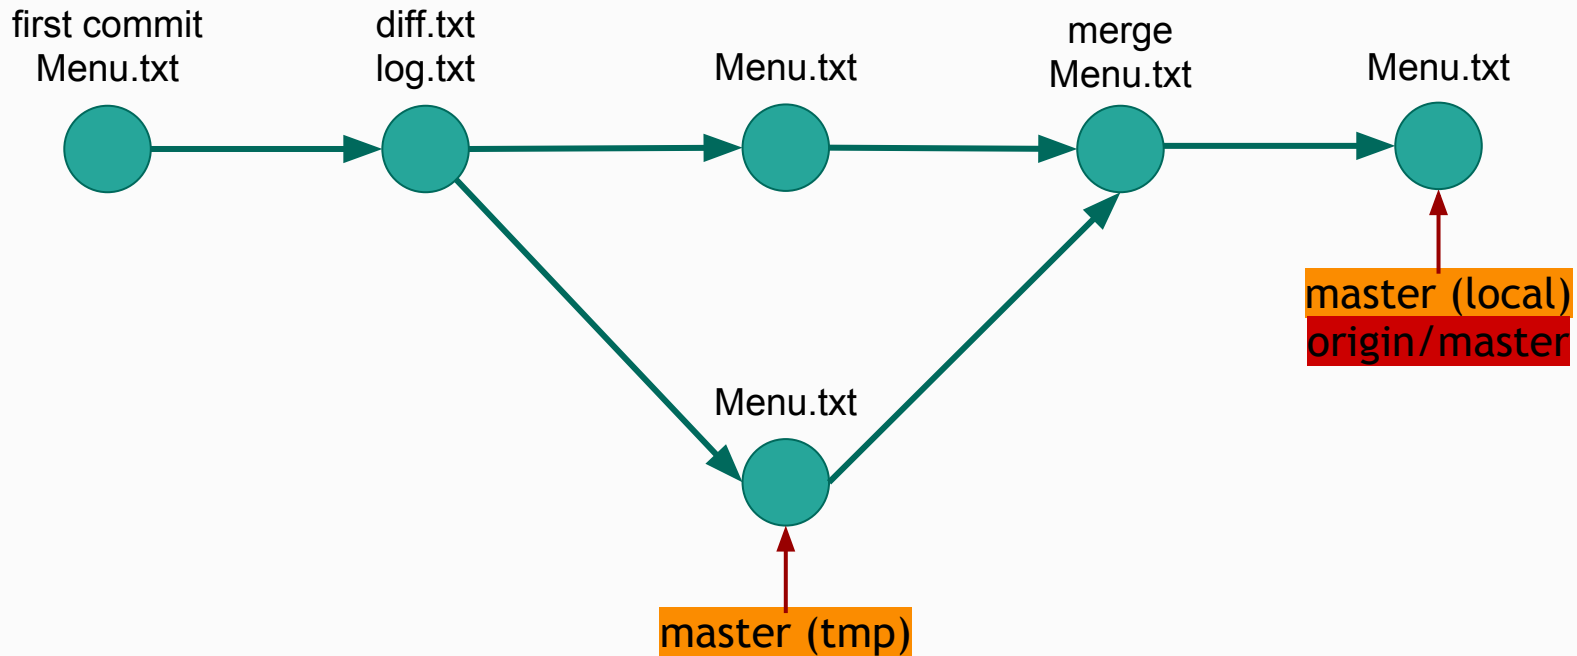 first commit
Menu.txt
diff.txt
log.txt
Menu.txt
merge
Menu.txt
Menu.txt
master (local)
origin/master
Menu.txt
master (tmp)